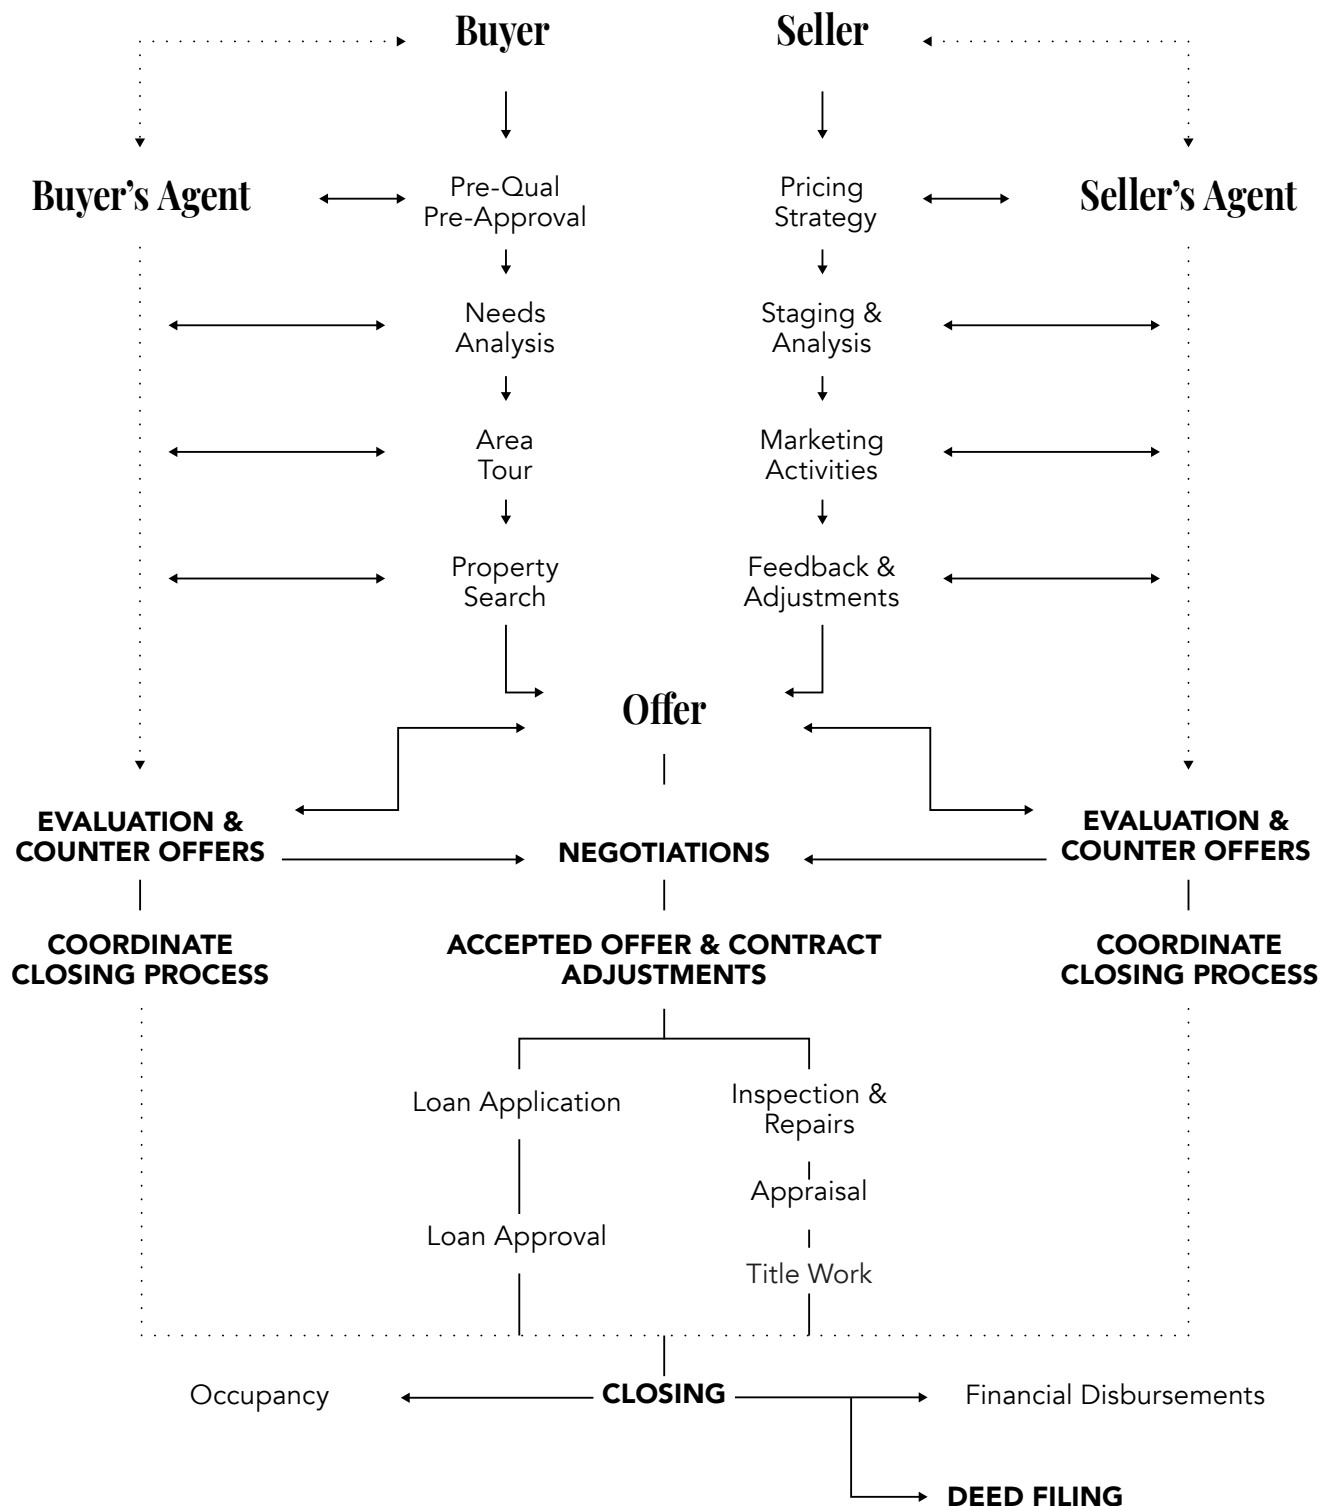 Buyer
Seller
Buyer’s Agent
Pre-Qual
Pre-Approval
Pricing
Strategy
Seller’s Agent
Needs
Analysis
Staging &
Analysis
Area
Tour
Marketing
Activities
Property
Search
Feedback &
Adjustments
Offer
EVALUATION &
COUNTER OFFERS
NEGOTIATIONS
EVALUATION &
COUNTER OFFERS
COORDINATE
CLOSING PROCESS
ACCEPTED OFFER & CONTRACT
ADJUSTMENTS
COORDINATE
CLOSING PROCESS
Loan Application
Inspection &
Repairs
Appraisal
Loan Approval
Title Work
Occupancy
CLOSING
Financial Disbursements
DEED FILING